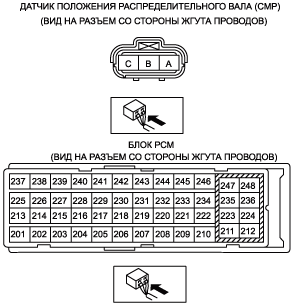 ДАТЧИК ПОЛОЖЕНИЯ РАСПРЕДЕЛИТЕЛЬНОГО ВАЛА (CMP)
(ВИД НА РАЗЪЕМ СО СТОРОНЫ ЖГУТА ПРОВОДОВ)
C B A
БЛОК PCM
(ВИД НА РАЗЪЕМ СО СТОРОНЫ ЖГУТА ПРОВОДОВ)
237 238 239 240 241 242 243 244 245 246 247 248
225 226 227 228 229 230 231 232 233 234 235 236
213 214 215 216 217 218 219 220 221 222 223 224
201 202 203 204 205 206 207 208 209 210 211 212